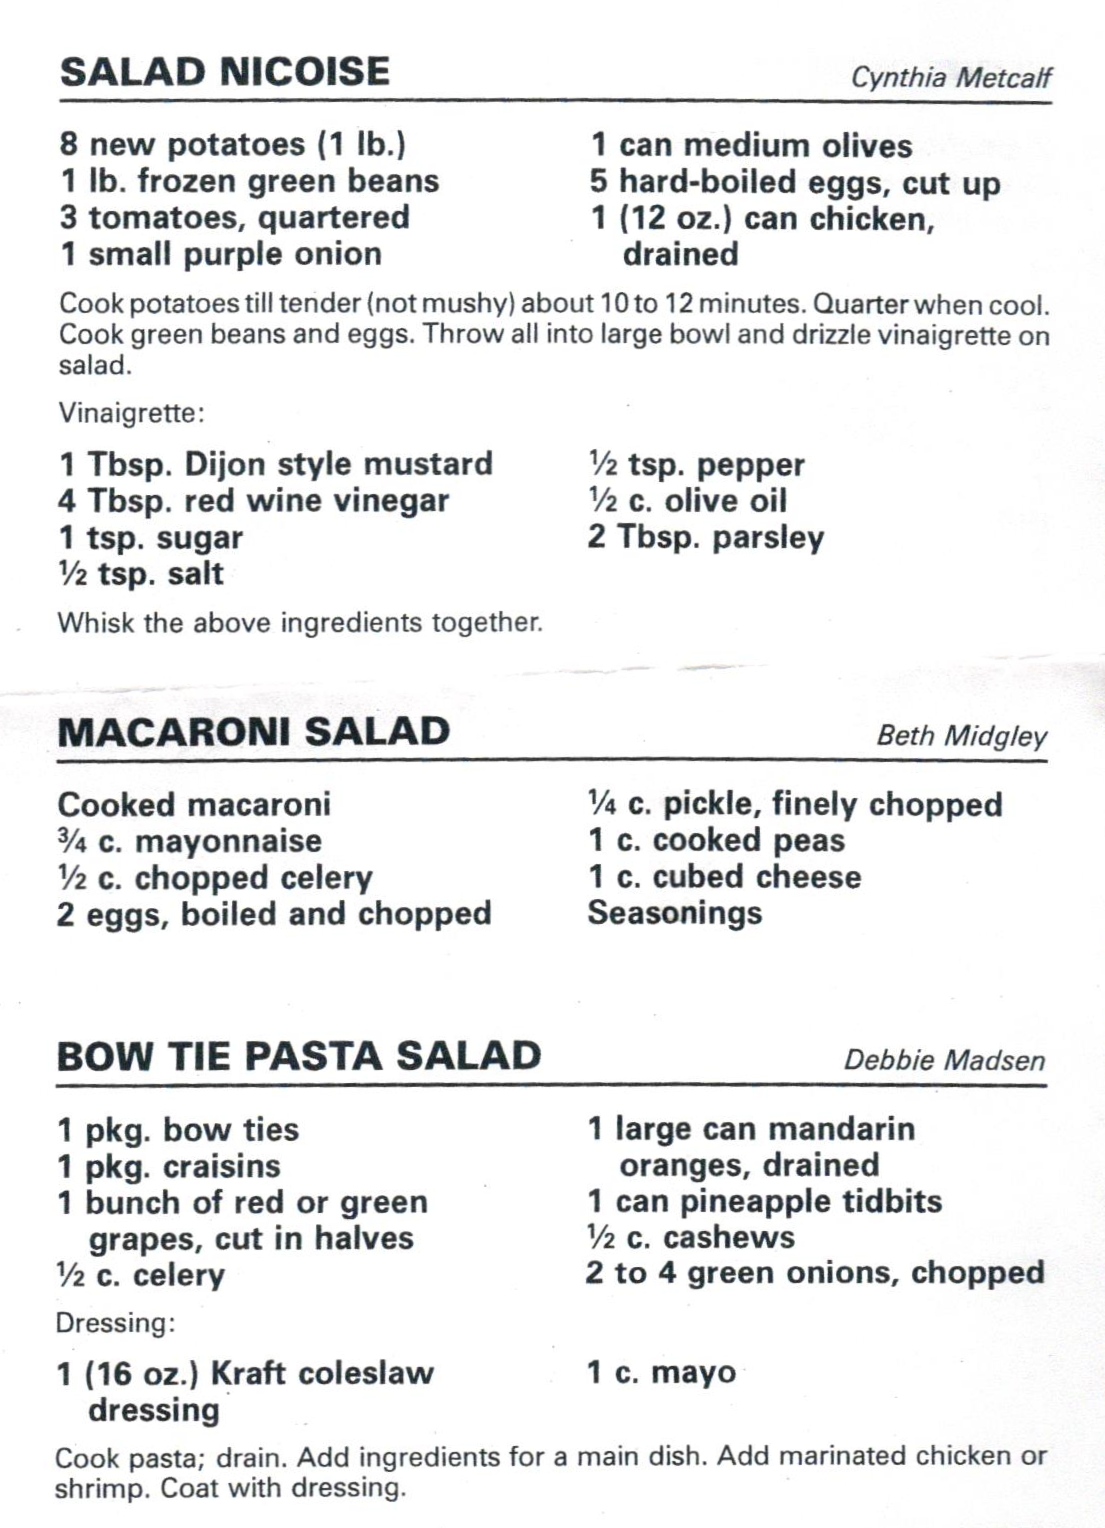 SALAD NICOISE Cynthia Metcalf
8 new potatoes (1 lb.)
1 lb. frozen green beans
3 tomatoes, quartered
1 small purple onion
1 can medium olives
5 hard-boiled eggs, cut up
1 (12 oz.) can chicken,
drained
Cook potatoes till tender (not mushy) about 10 to 12 minutes. Quarter when cool.
Cook green beans and eggs. Throw all into large bowl and drizzle vinaigrette on
salad.
Vinaigrette:
1 Tbsp. Dijon style mustard
4 Tbsp. red wine vinegar
1 tsp. sugar
½ tsp. salt
½ tsp. pepper
½ c. olive oil
2 Tbsp. parsley
Whisk the above ingredients together.
MACARONI SALAD Beth Midgley
Cooked macaroni
¾ c. mayonnaise
½ c. chopped celery
2 eggs, boiled and chopped
¼ c. pickle, finely chopped
1 c. cooked peas
1 c. cubed cheese
Seasonings
BOW TIE PASTA SALAD Debbie Madsen
1 pkg. bow ties
1 pkg. craisins
1 bunch of red or green
grapes, cut in halves
½ c. celery
1 large can mandarin
oranges, drained
1 can pineapple tidbits
½ c. cashews
2 to 4 green onions, chopped
Dressing:
1 (16 oz.) Kraft coleslaw
dressing
1 c. mayo
Cook pasta; drain. Add ingredients for a main dish. Add marinated chicken or
shrimp. Coat with dressing.